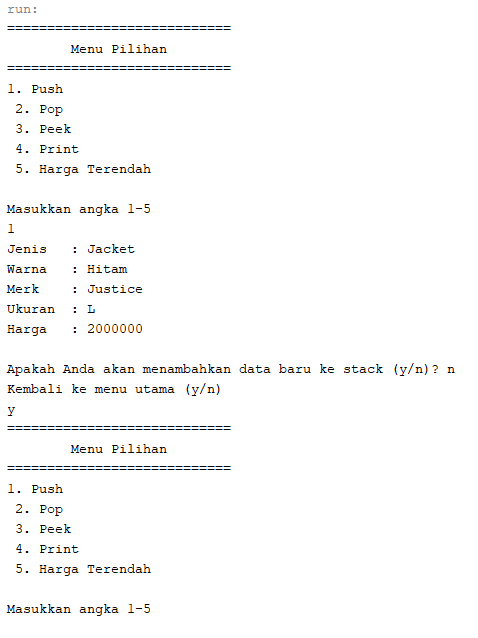 run:
============================
        Menu Pilihan
============================
1. Push
 2. Pop
 3. Peek
 4. Print
 5. Harga Terendah

Masukkan angka 1-5
1
Jenis   : Jacket
Warna   : Hitam
Merk    : Justice
Ukuran  : L
Harga   : 2000000

Apakah Anda akan menambahkan data baru ke stack (y/n)? n
Kembali ke menu utama (y/n)
y
============================
        Menu Pilihan
============================
1. Push
 2. Pop
 3. Peek
 4. Print
 5. Harga Terendah

Masukkan angka 1-5